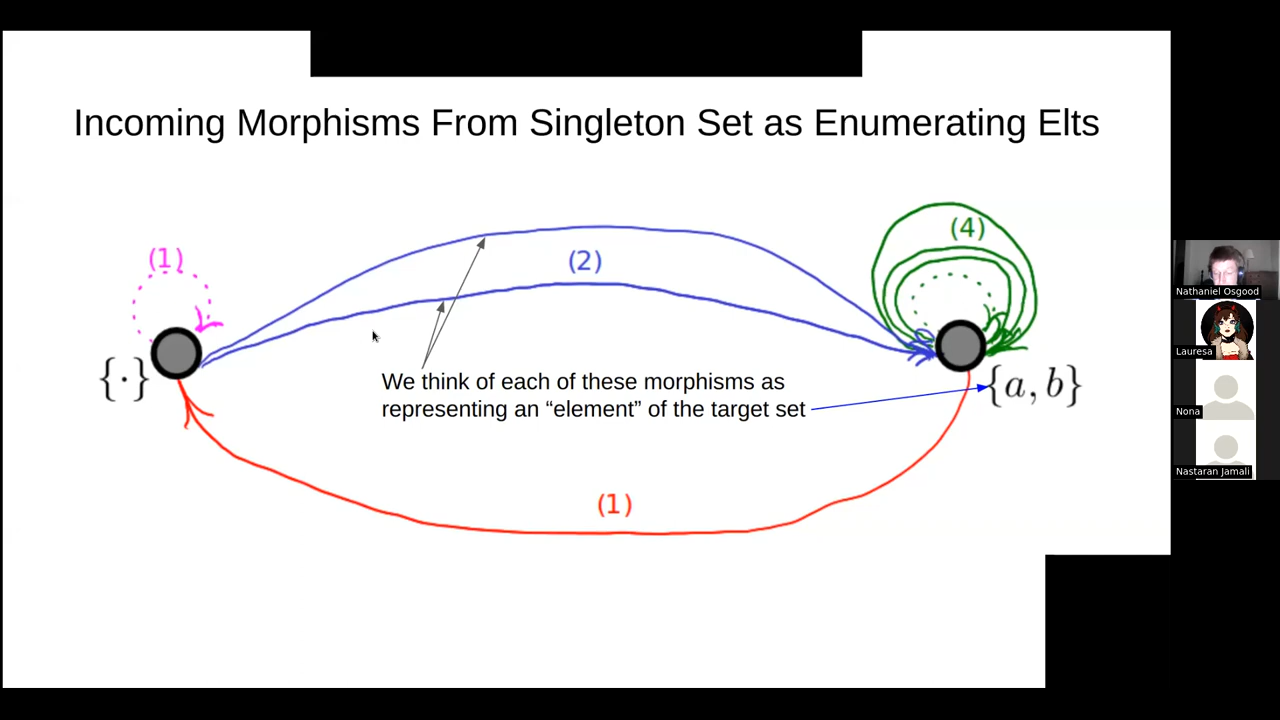 Incoming Morphisms From Singleton Set as Enumerating Elts
(1)
(2)
(4)
{·}
{a, b}
We think of each of these morphisms as
representing an “element” of the target set
(1)
Nathaniel Osgood
Lauresa
Nona
Nastaran Jamali